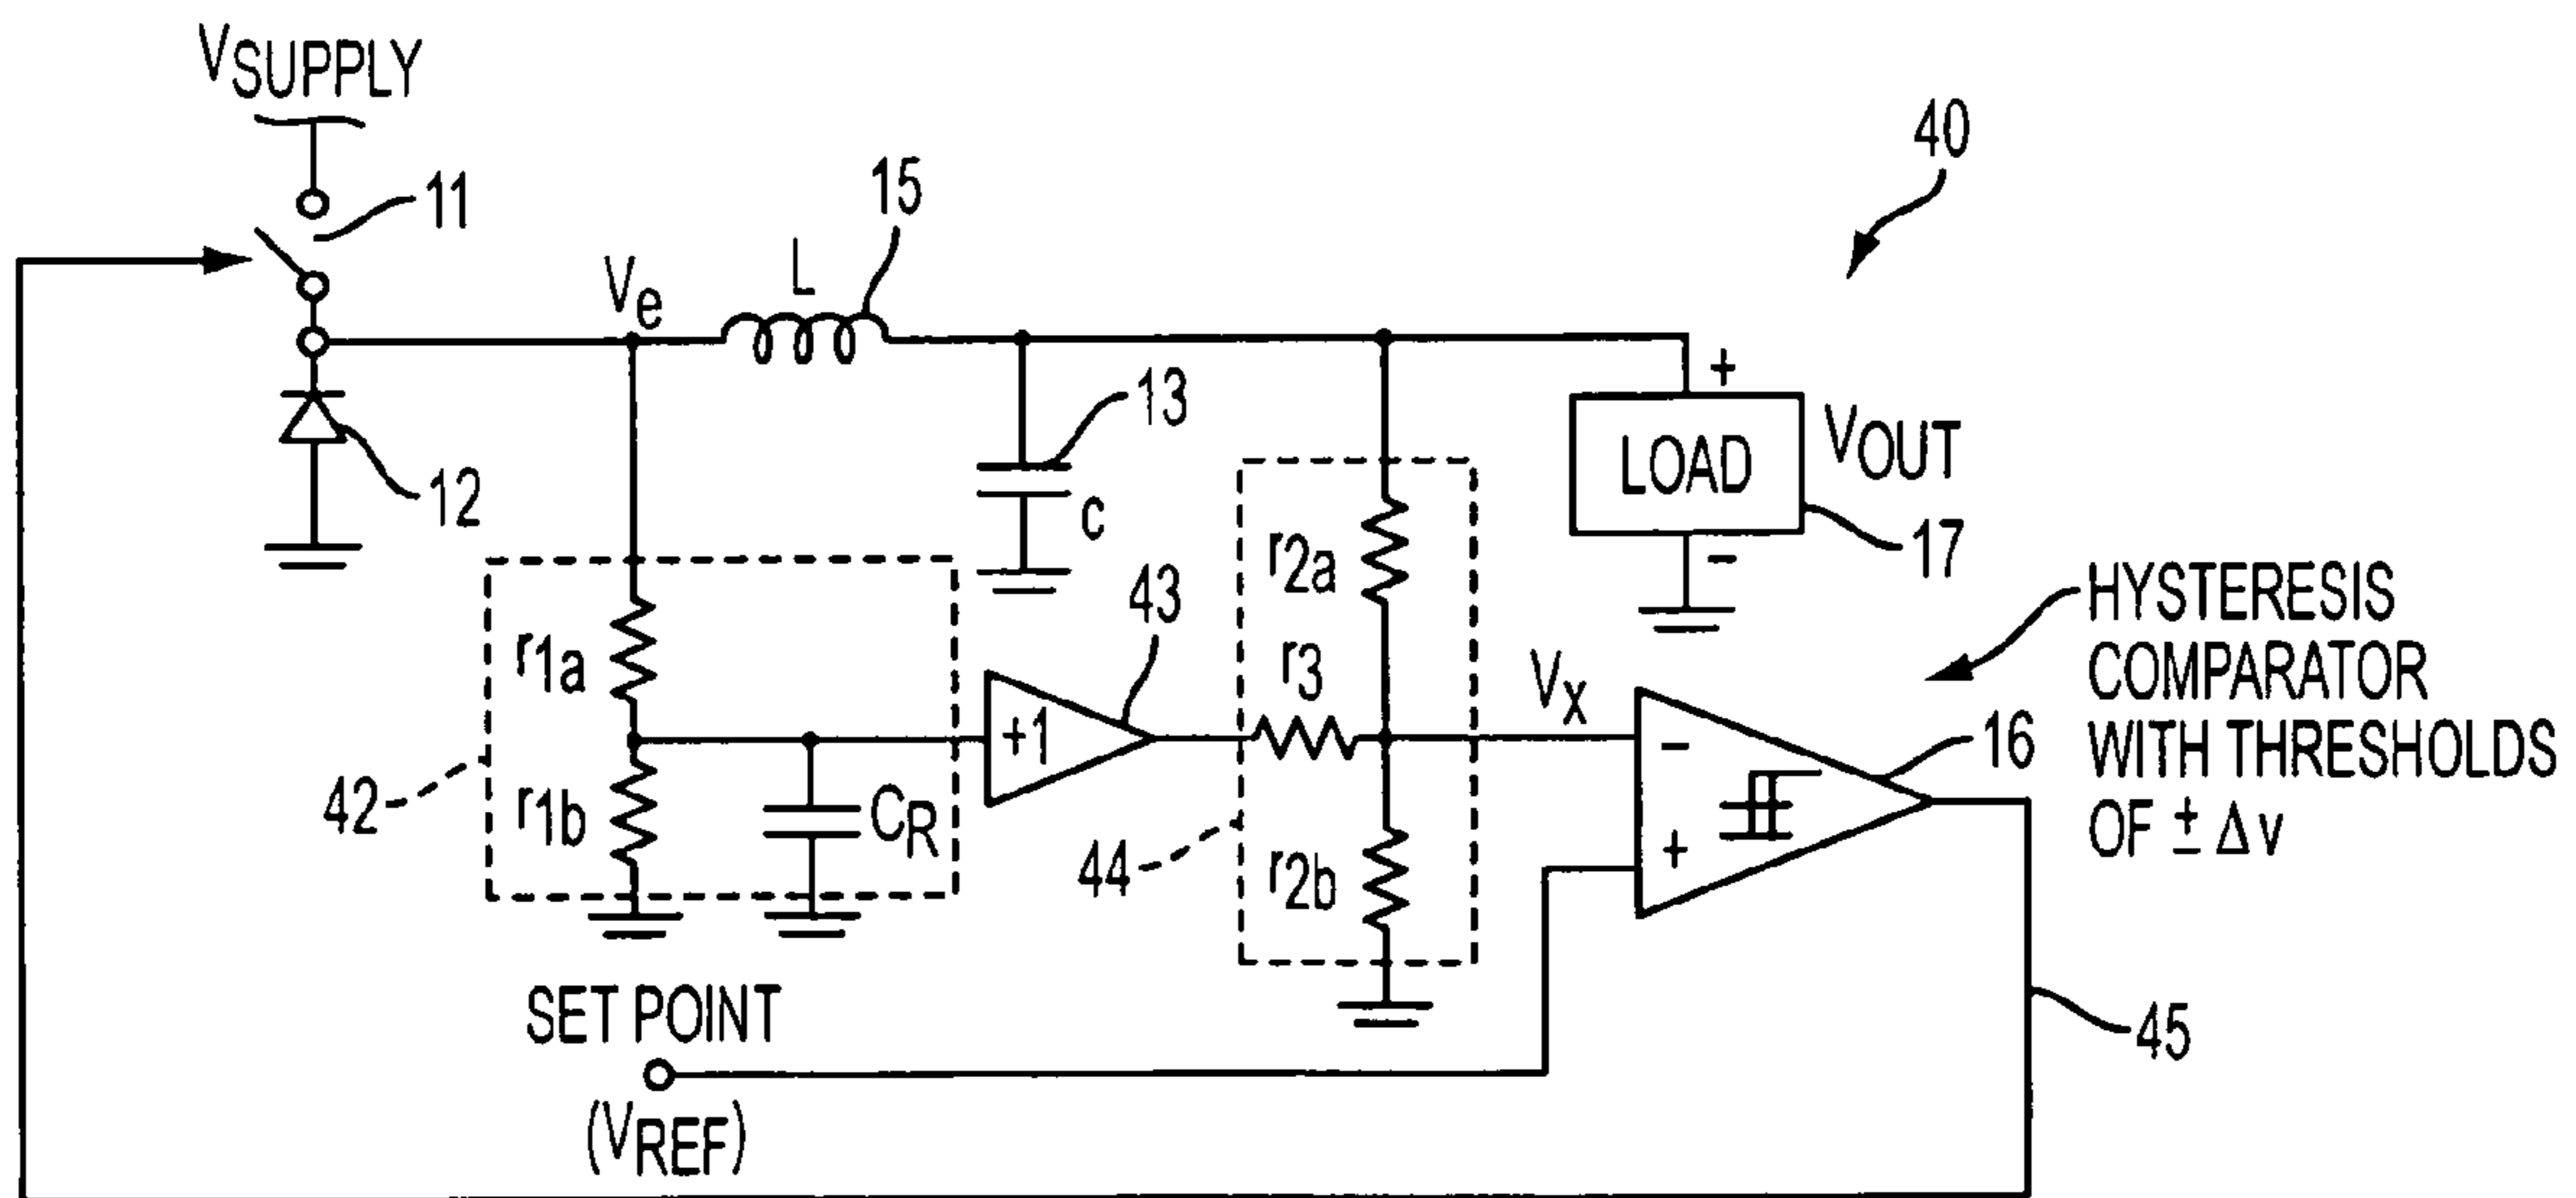 VSUPPLY
40
11
15
L
Ve
+
13
LOAD
VOUT
12
c
r2a
17
−
43
HYSTERESIS
COMPARATOR
WITH THRESHOLDS
OF ± Δv
r1a
r3
Vx
+1
−
16
42
r1b
CR
44
r2b
+
SET POINT
45
(VREF)